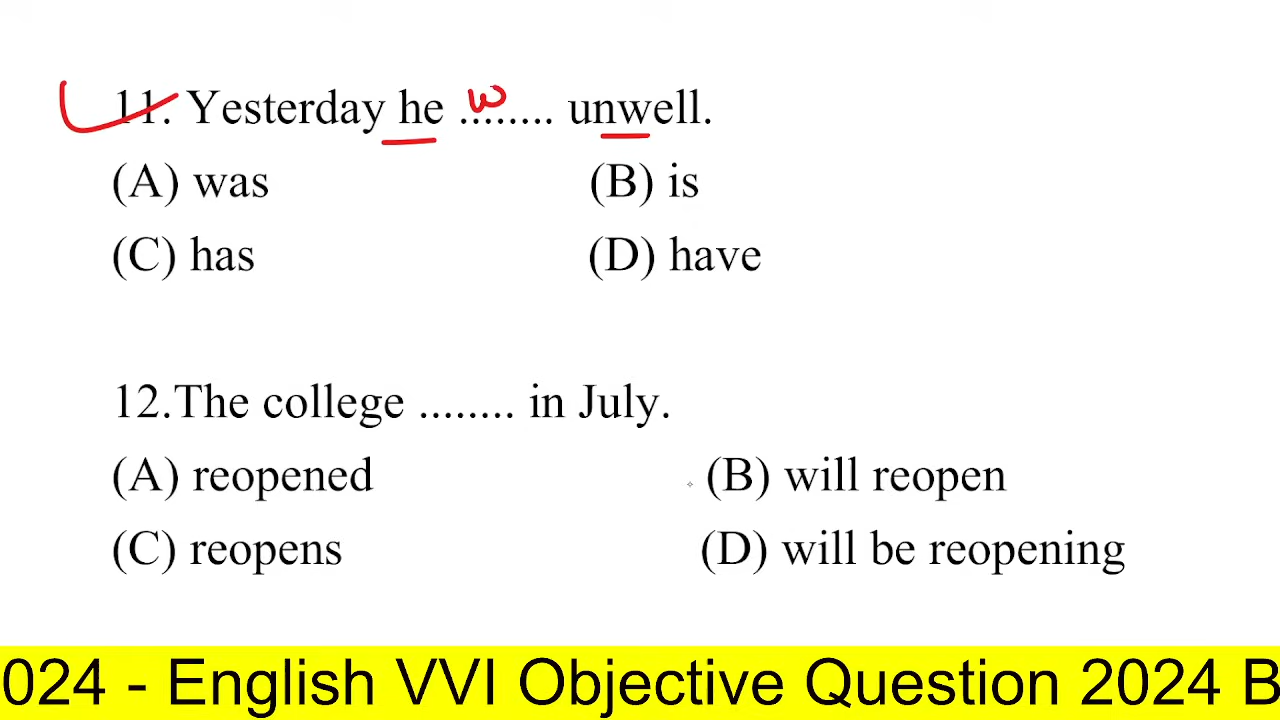 11. Yesterday he ........ unwell.
w
(A) was (B) is
(C) has (D) have
12.The college ........ in July.
(A) reopened (B) will reopen
(C) reopens (D) will be reopening
024 - English VVI Objective Question 2024 B